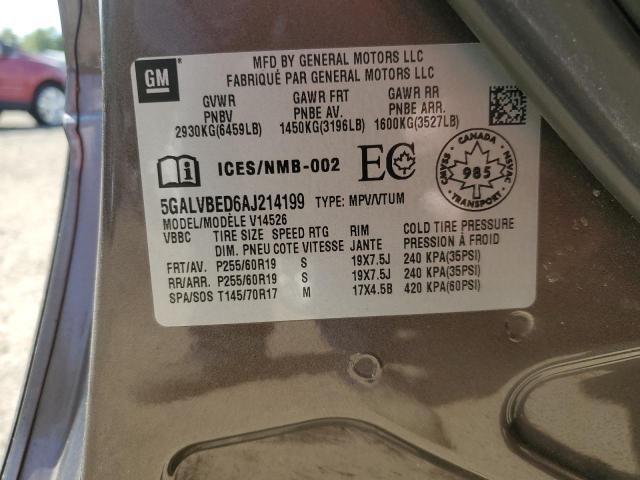 GM
MFD BY GENERAL MOTORS LLC
FABRIQUÉ PAR GENERAL MOTORS LLC
GVWR GAWR FRT GAWR RR
PNBV PNBE AV. PNBE ARR.
2930KG(6459LB) 1450KG(3196LB) 1600KG(3527LB)
i ICES/NMB-002 EC
CANADA
CMVSS 985 NSVAC
TRANSPORT
5GALVBED6AJ214199 TYPE: MPV/VTUM
MODEL/MODÈLE V14526
VBBC TIRE SIZE SPEED RTG RIM COLD TIRE PRESSURE
DIM. PNEU COTE VITESSE JANTE PRESSION À FROID
FRT/AV. P255/60R19 S 19X7.5J 240 KPA(35PSI)
RR/ARR. P255/60R19 S 19X7.5J 240 KPA(35PSI)
SPA/SOS T145/70R17 M 17X4.5B 420 KPA(60PSI)